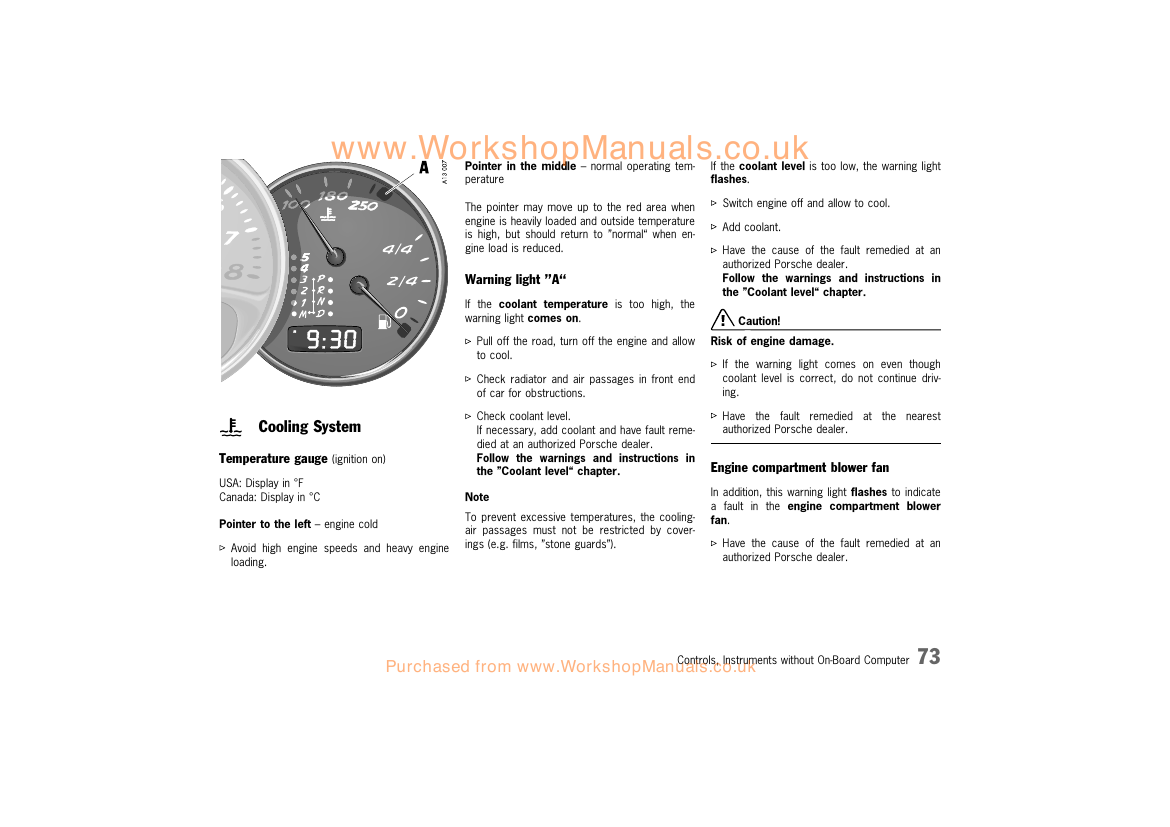 www.WorkshopManuals.co.uk
A
A13 007
100
180
250
4/4
2/4
0
7
8
5
4
3 P
2 R
1 N
M D
9:30
Cooling System
Temperature gauge (ignition on)
USA: Display in °F
Canada: Display in °C
Pointer to the left – engine cold
▷ Avoid high engine speeds and heavy engine
loading.
Pointer in the middle – normal operating tem-
perature
The pointer may move up to the red area when
engine is heavily loaded and outside temperature
is high, but should return to ”normal“ when en-
gine load is reduced.
Warning light ”A“
If the coolant temperature is too high, the
warning light comes on.
▷ Pull off the road, turn off the engine and allow
to cool.
▷ Check radiator and air passages in front end
of car for obstructions.
▷ Check coolant level.
If necessary, add coolant and have fault reme-
died at an authorized Porsche dealer.
Follow the warnings and instructions in
the ”Coolant level“ chapter.
Note
To prevent excessive temperatures, the cooling-
air passages must not be restricted by cover-
ings (e.g. films, ”stone guards”).
If the coolant level is too low, the warning light
flashes.
▷ Switch engine off and allow to cool.
▷ Add coolant.
▷ Have the cause of the fault remedied at an
authorized Porsche dealer.
Follow the warnings and instructions in
the ”Coolant level“ chapter.
Caution!
Risk of engine damage.
▷ If the warning light comes on even though
coolant level is correct, do not continue driv-
ing.
▷ Have the fault remedied at the nearest
authorized Porsche dealer.
Engine compartment blower fan
In addition, this warning light flashes to indicate
a fault in the engine compartment blower
fan.
▷ Have the cause of the fault remedied at an
authorized Porsche dealer.
Controls, Instruments without On-Board Computer 73
Purchased from www.WorkshopManuals.co.uk